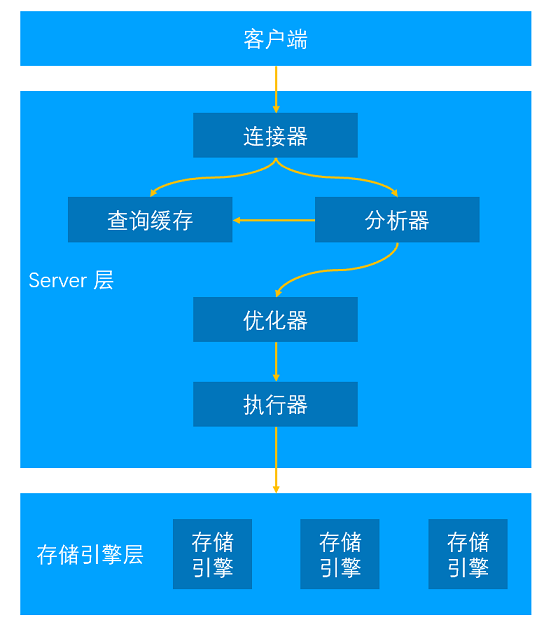 客户端
连接器
查询缓存
分析器
Server 层
优化器
执行器
存储引擎层
存储
引擎
存储
引擎
存储
引擎